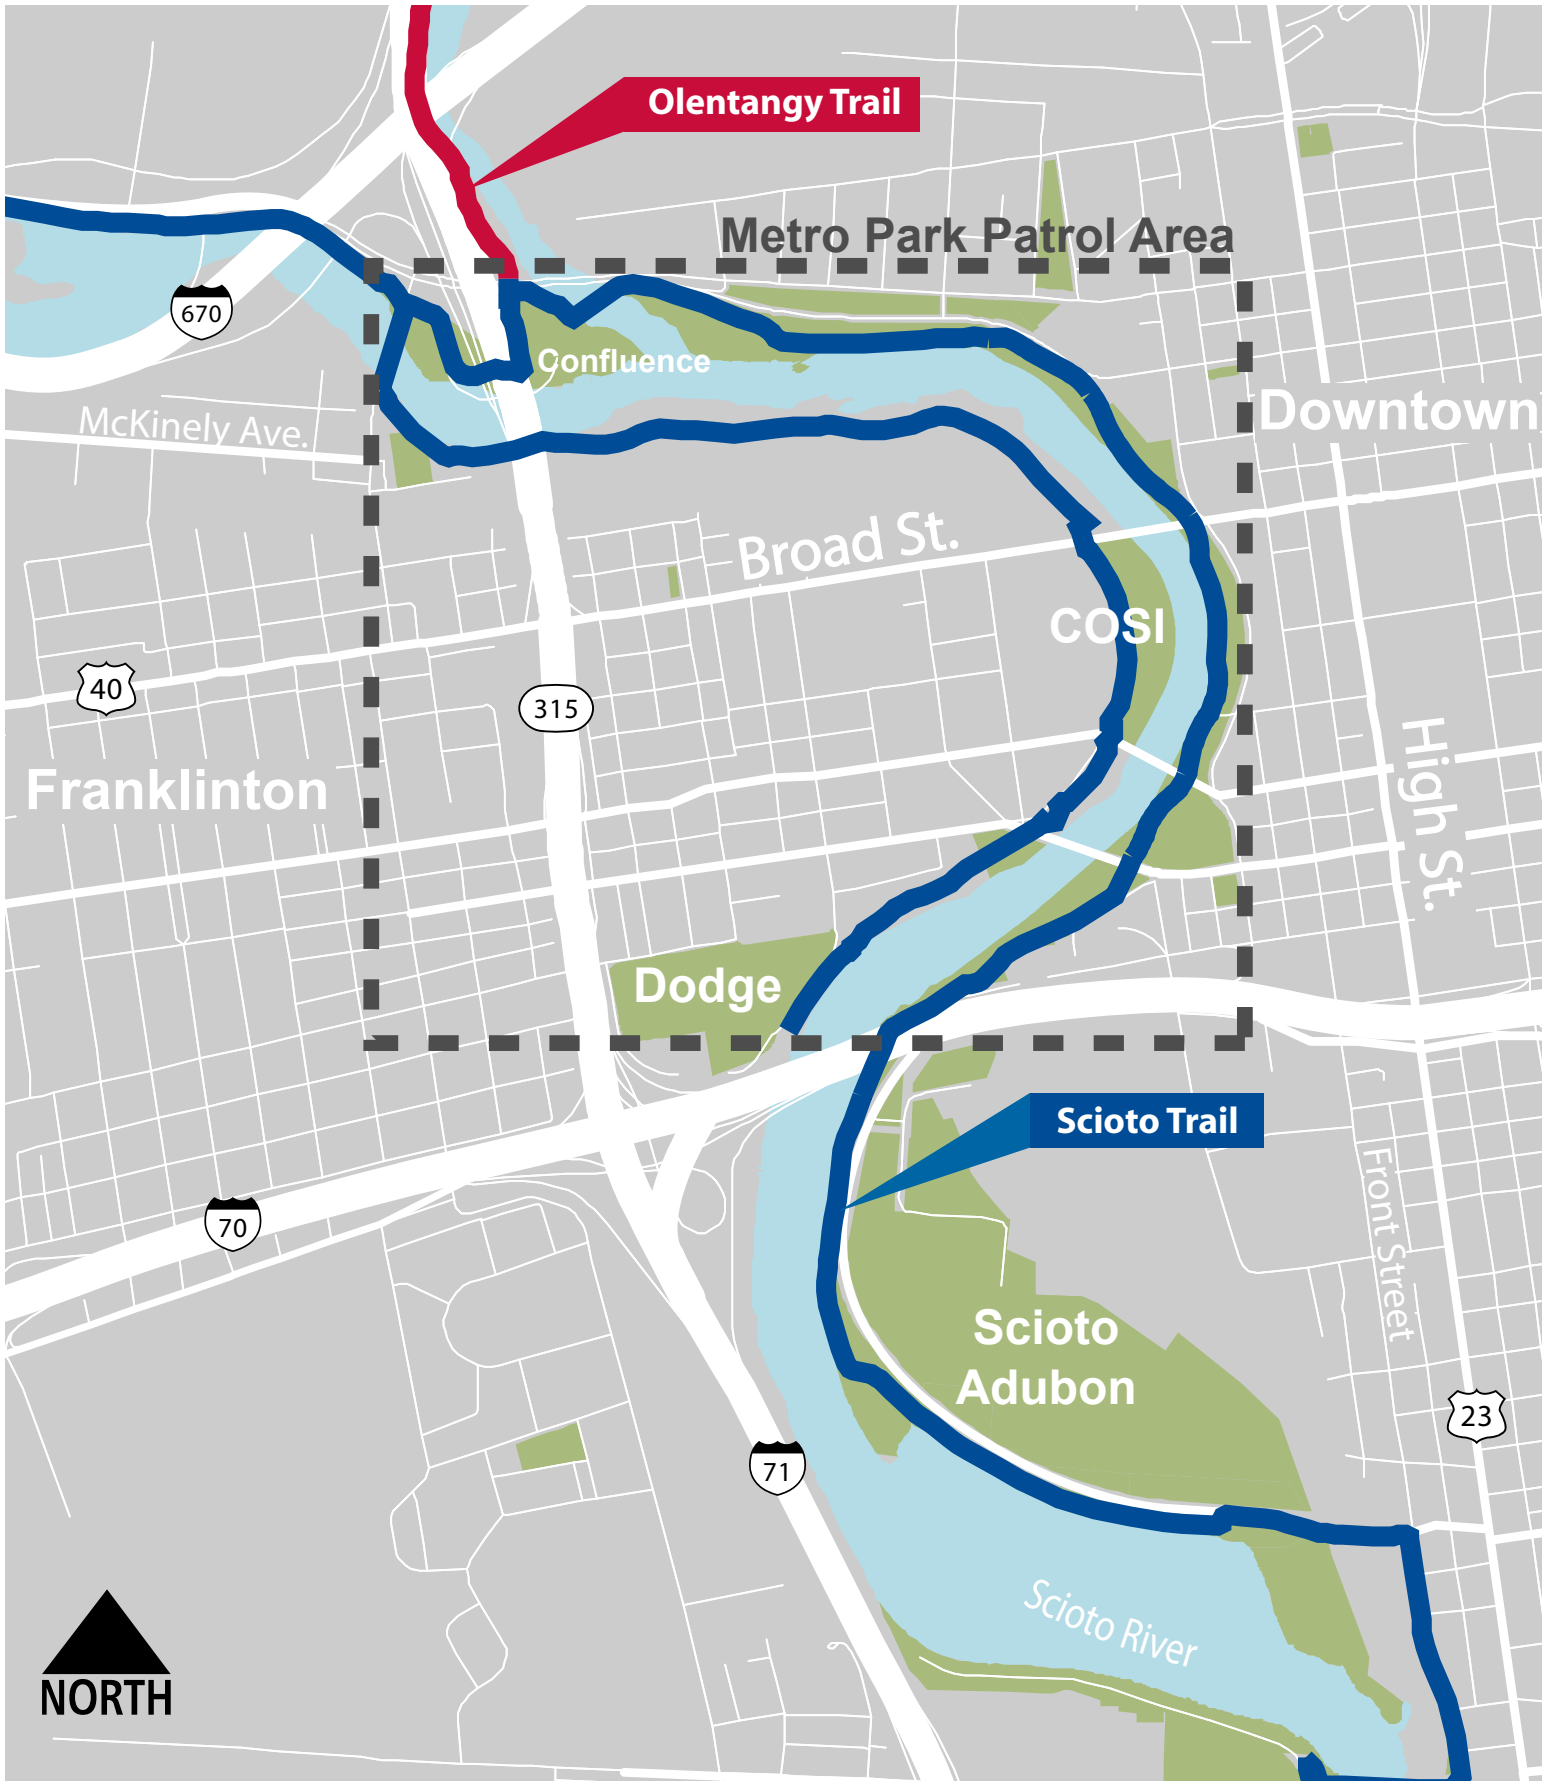 Olentangy Trail
Metro Park Patrol Area
670
Confluence
McKinely Ave.
Downtown
Broad St.
COSI
40
315
Franklinton
High St.
Dodge
Scioto Trail
70
Front Street
Scioto
Adubon
23
71
Scioto River
NORTH